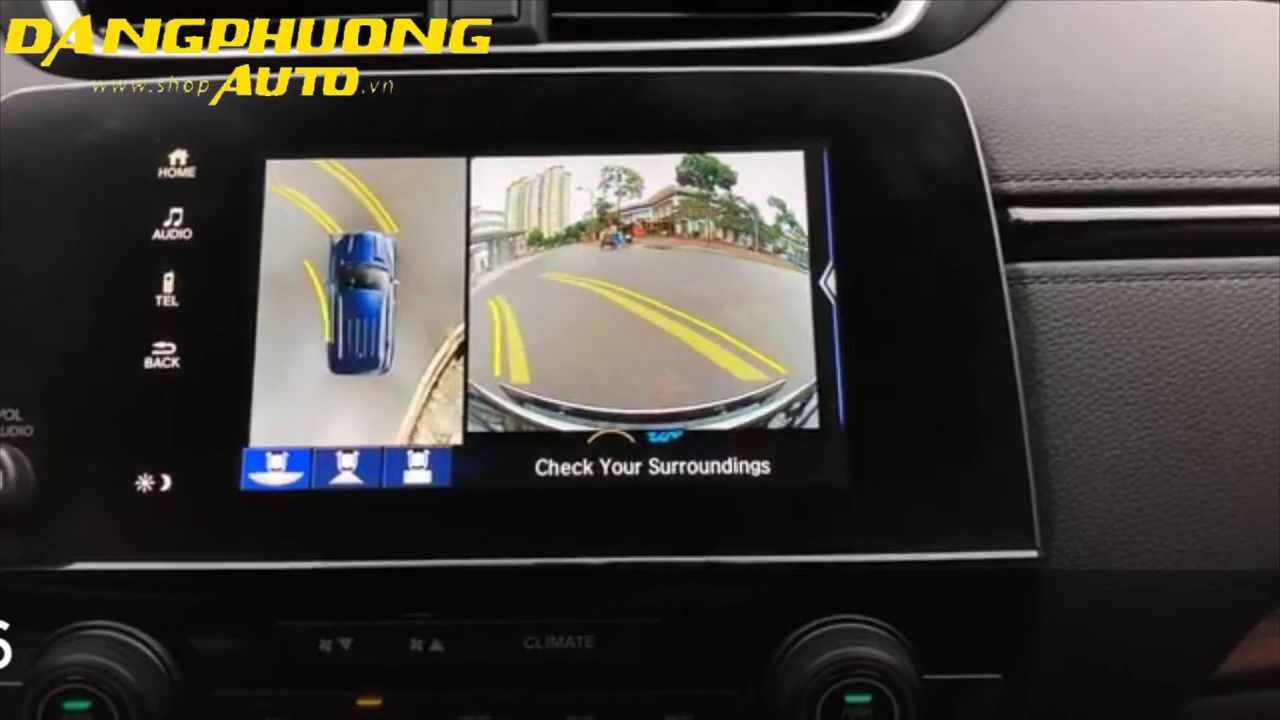 DANGPHUONG
www.shop AUTO.vn
HOME
AUDIO
TEL
BACK
VOL
AUDIO
Check Your Surroundings
CLIMATE